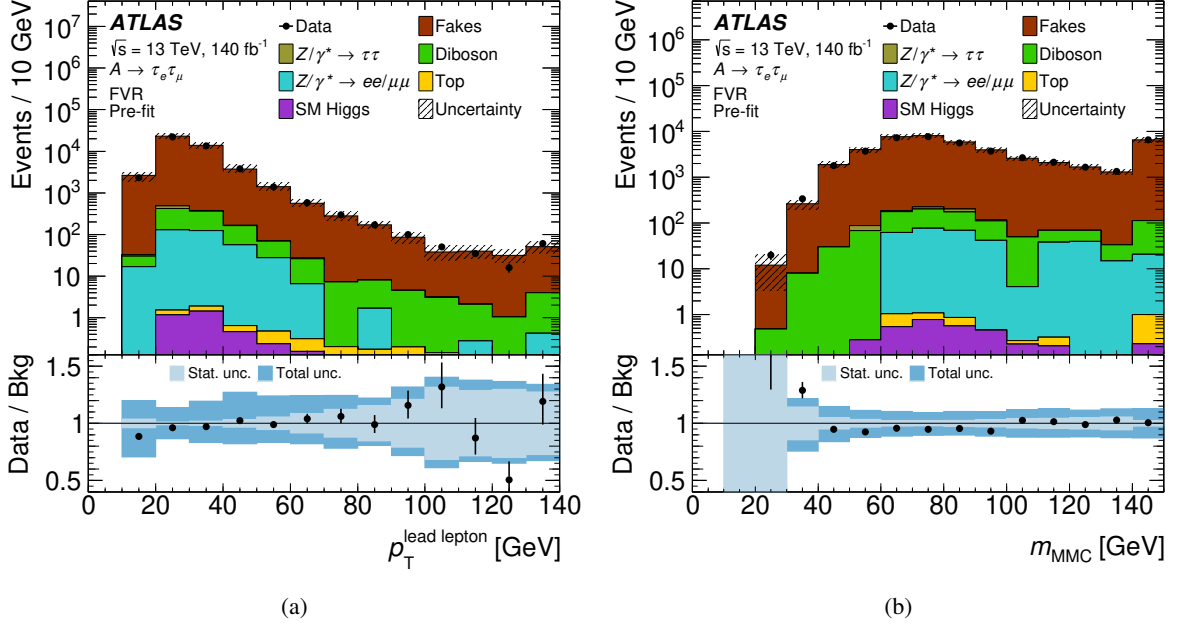 ATLAS
√s = 13 TeV, 140 fb⁻¹
A → τₑτ_μ
FVR
Pre-fit
Data
Z/γ* → ττ
Z/γ* → ee/μμ
SM Higgs
Fakes
Diboson
Top
Uncertainty
Events / 10 GeV
10⁷
10⁶
10⁵
10⁴
10³
10²
10
1
Data / Bkg
1.5
1
0.5
Stat. unc. Total unc.
0 20 40 60 80 100 120 140
p_T^lead lepton [GeV]
(a)
ATLAS
√s = 13 TeV, 140 fb⁻¹
A → τₑτ_μ
FVR
Pre-fit
Data
Z/γ* → ττ
Z/γ* → ee/μμ
SM Higgs
Fakes
Diboson
Top
Uncertainty
Events / 10 GeV
10⁷
10⁶
10⁵
10⁴
10³
10²
10
1
Data / Bkg
1.5
1
0.5
Stat. unc. Total unc.
0 20 40 60 80 100 120 140
m_MMC [GeV]
(b)